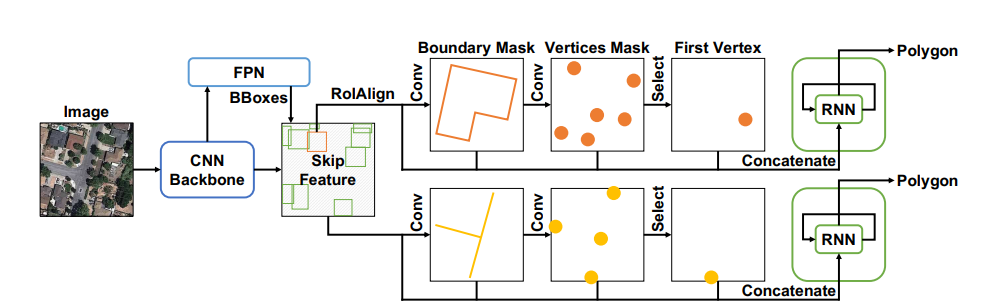 Boundary Mask Vertices Mask First Vertex
FPN
BBoxes
RoIAlign
Conv
Conv
Select
Polygon
RNN
Image
CNN
Backbone
Skip
Feature
Concatenate
Conv
Conv
Select
Polygon
RNN
Concatenate